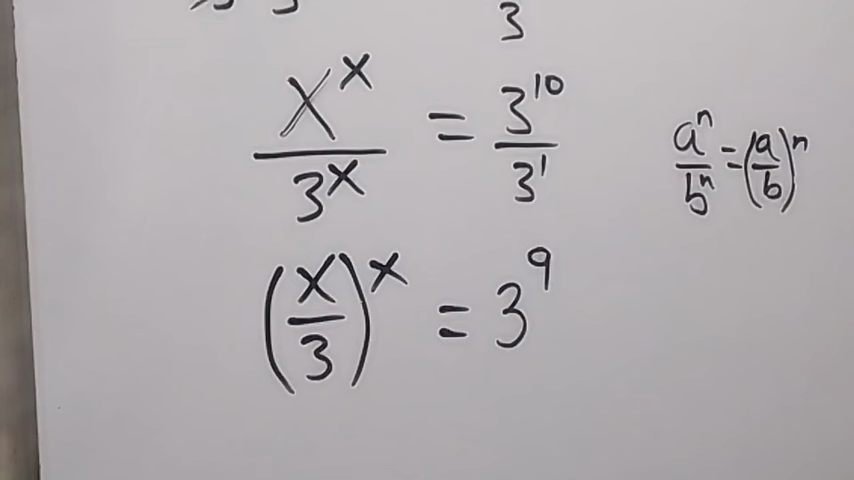 3
x^x / 3^x = 3^10 / 3^1
a^n / b^n = (a/b)^n
(x/3)^x = 3^9